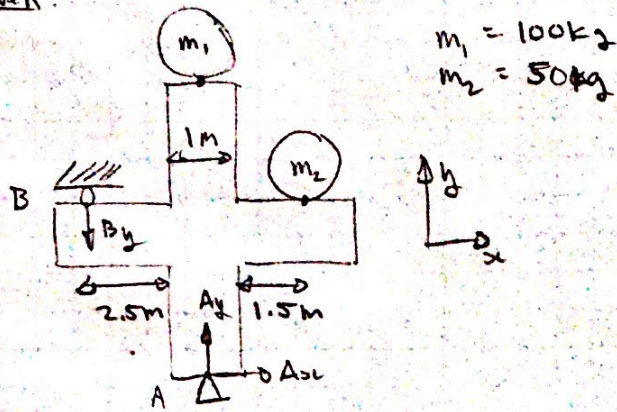 m₁ = 100kg
m₂ = 50kg
m₁
1m
m₂
B
By
y
x
2.5m
Ay
1.5m
Ax
A